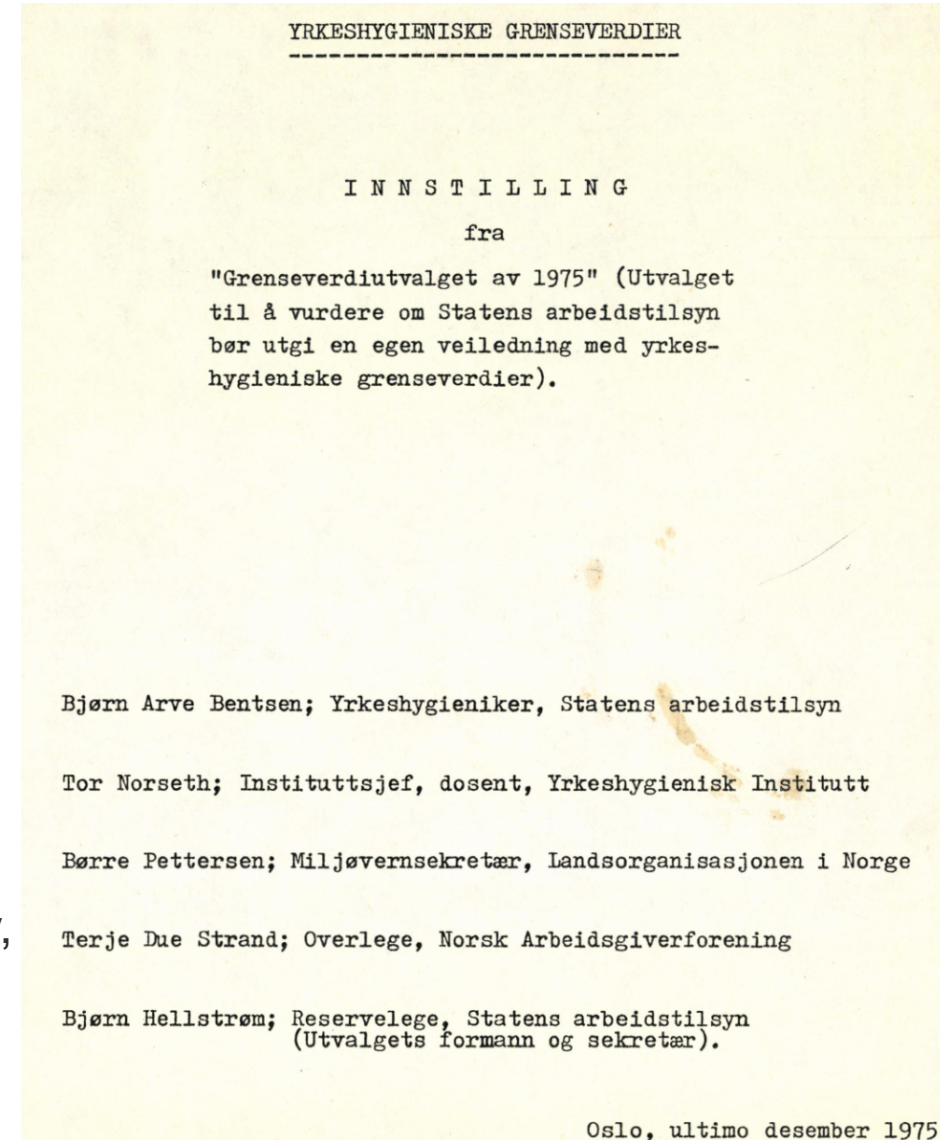 YRKESHYGIENISKE GRENSEVERDIER
INNSTILLING
fra
"Grenseverdiutvalget av 1975" (Utvalget
til å vurdere om Statens arbeidstilsyn
bør utgi en egen veiledning med yrkes-
hygieniske grenseverdier).
Bjørn Arve Bentsen; Yrkeshygieniker, Statens arbeidstilsyn
Tor Norseth; Instituttsjef, dosent, Yrkeshygienisk Institutt
Børre Pettersen; Miljøvernsekretær, Landsorganisasjonen i Norge
Terje Due Strand; Overlege, Norsk Arbeidsgiverforening
Bjørn Hellstrøm; Reservelege, Statens arbeidstilsyn
(Utvalgets formann og sekretær).
Oslo, ultimo desember 1975